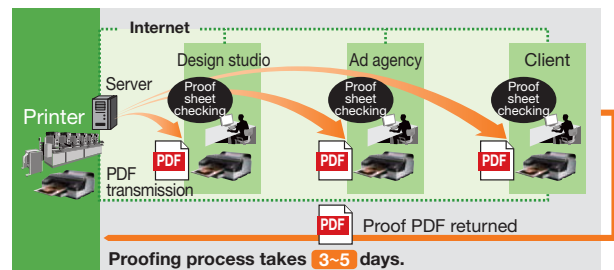 Internet
Design studio
Ad agency
Client
Server
Proof
sheet
checking
Proof
sheet
checking
Proof
sheet
checking
Printer
PDF
PDF
PDF
PDF
transmission
PDF
Proof PDF returned
Proofing process takes 3~5 days.